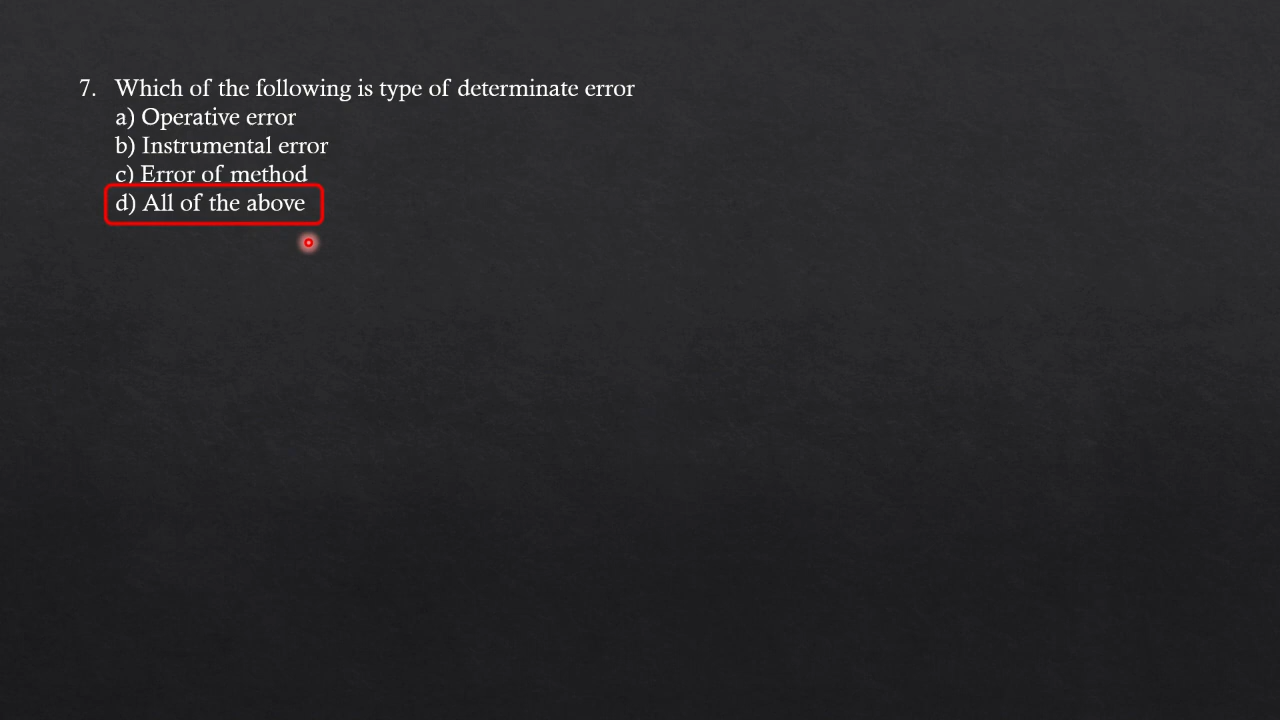 7. Which of the following is type of determinate error
a) Operative error
b) Instrumental error
c) Error of method
d) All of the above